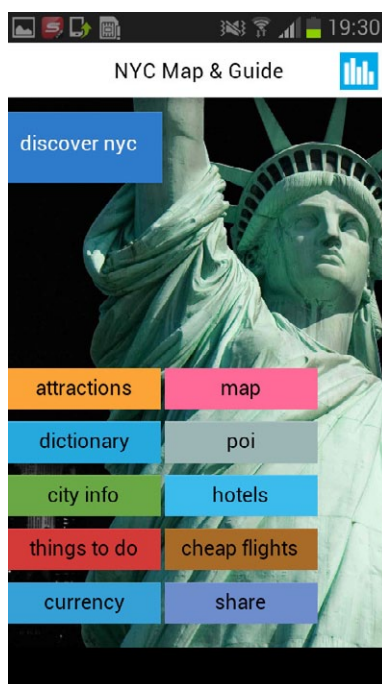 19:30
NYC Map & Guide
discover nyc
attractions
map
dictionary
poi
city info
hotels
things to do
cheap flights
currency
share